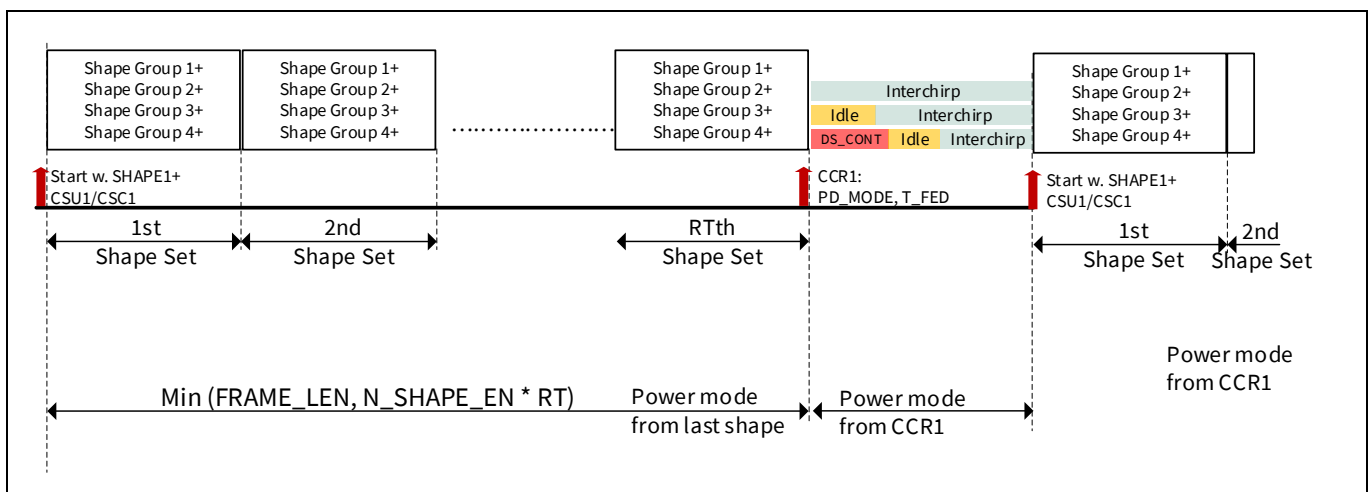 Shape Group 1+
Shape Group 2+
Shape Group 3+
Shape Group 4+
Shape Group 1+
Shape Group 2+
Shape Group 3+
Shape Group 4+
Shape Group 1+
Shape Group 2+
Shape Group 3+
Shape Group 4+
Interchirp
Idle Interchirp
DS_CONT Idle Interchirp
Shape Group 1+
Shape Group 2+
Shape Group 3+
Shape Group 4+
Start w. SHAPE1+
CSU1/CSC1
CCR1:
PD_MODE, T_FED
Start w. SHAPE1+
CSU1/CSC1
1st
Shape Set
2nd
Shape Set
RTth
Shape Set
1st
Shape Set
2nd
Shape Set
Min (FRAME_LEN, N_SHAPE_EN * RT)
Power mode
from last shape
Power mode
from CCR1
Power mode
from CCR1